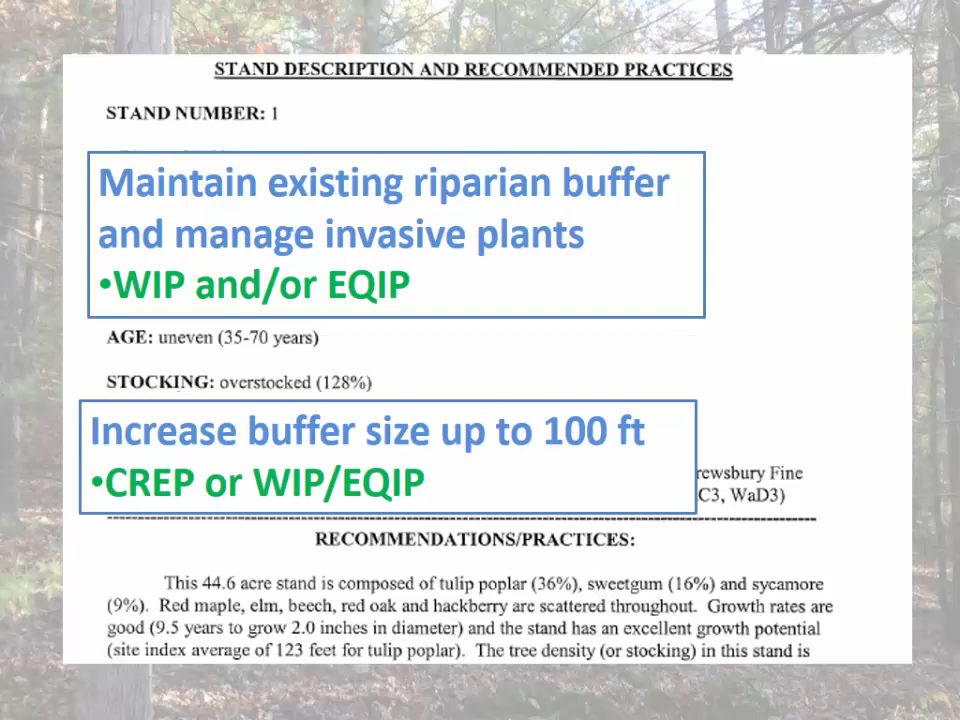 STAND DESCRIPTION AND RECOMMENDED PRACTICES
STAND NUMBER: 1
Maintain existing riparian buffer
and manage invasive plants
•WIP and/or EQIP
AGE: uneven (35-70 years)
STOCKING: overstocked (128%)
Increase buffer size up to 100 ft
•CREP or WIP/EQIP
rewsbury Fine
C3, WaD3)
RECOMMENDATIONS/PRACTICES:
This 44.6 acre stand is composed of tulip poplar (36%), sweetgum (16%) and sycamore
(9%). Red maple, elm, beech, red oak and hackberry are scattered throughout. Growth rates are
good (9.5 years to grow 2.0 inches in diameter) and the stand has an excellent growth potential
(site index average of 123 feet for tulip poplar). The tree density (or stocking) in this stand is